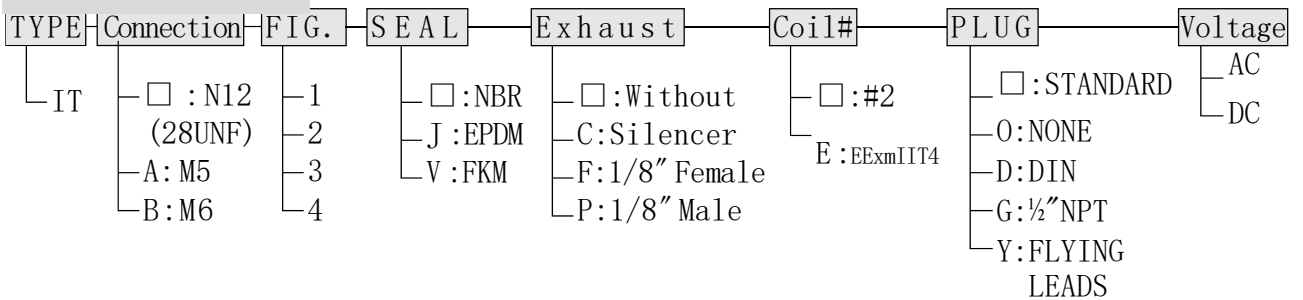 TYPE Connection FIG. SEAL Exhaust Coil# PLUG Voltage
IT
□ : N12
(28UNF)
A: M5
B: M6
1
2
3
4
□ :NBR
J :EPDM
V :FKM
□ :Without
C:Silencer
F:1/8″ Female
P:1/8″ Male
□ :#2
E :EExmIIT4
□ :STANDARD
O:NONE
D:DIN
G:½″NPT
Y:FLYING
LEADS
AC
DC